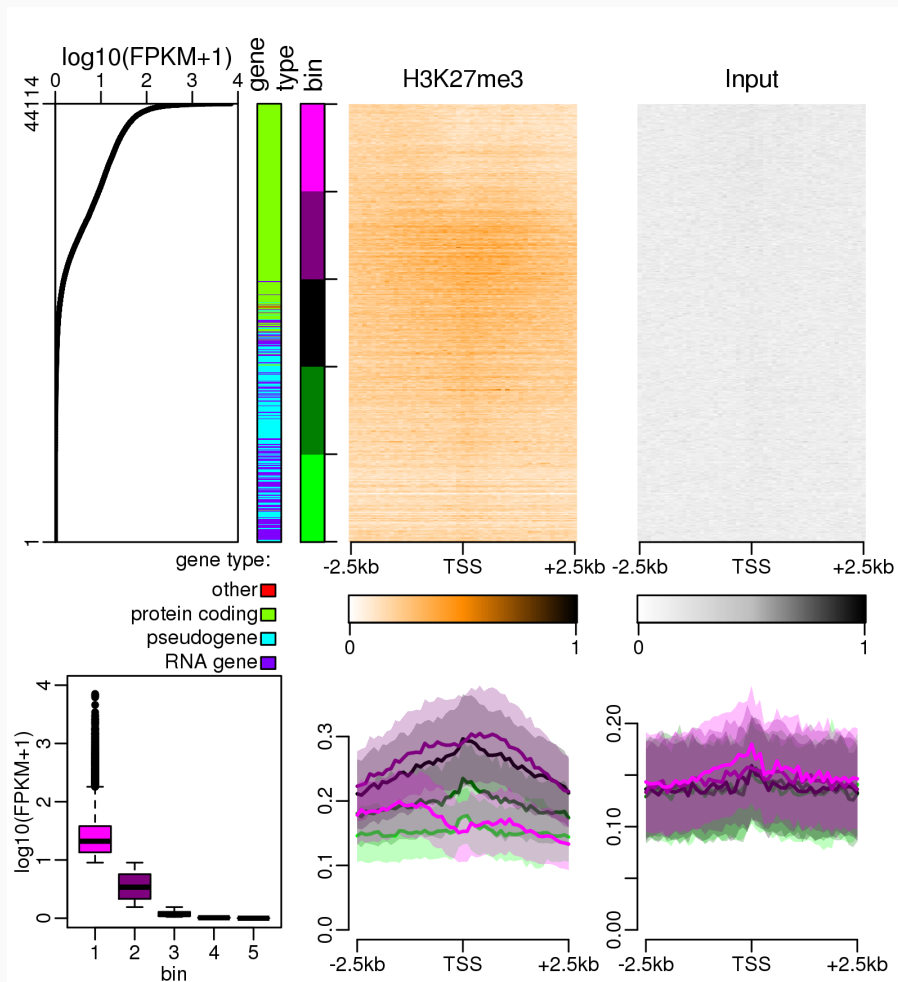 log10(FPKM+1)
0 1 2 3 4
gene type
bin
H3K27me3
Input
44114
1
-2.5kb TSS +2.5kb
-2.5kb TSS +2.5kb
gene type:
other
protein coding
pseudogene
RNA gene
0 1
0 1
log10(FPKM+1)
4
3
2
1
0
1 2 3 4 5
bin
0.3
0.2
0.1
0.0
-2.5kb TSS +2.5kb
0.20
0.10
0.00
-2.5kb TSS +2.5kb